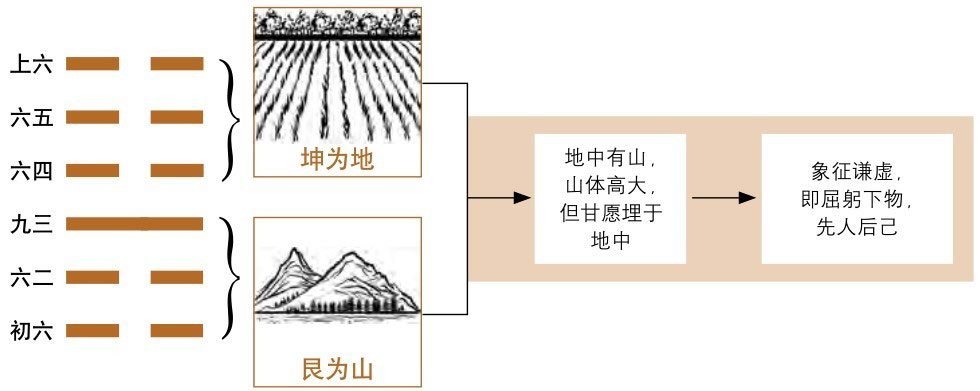 上六
六五
六四
九三
六二
初六
坤为地
艮为山
地中有山，
山体高大，
但甘愿埋于
地中
象征谦虚，
即屈躬下物，
先人后己